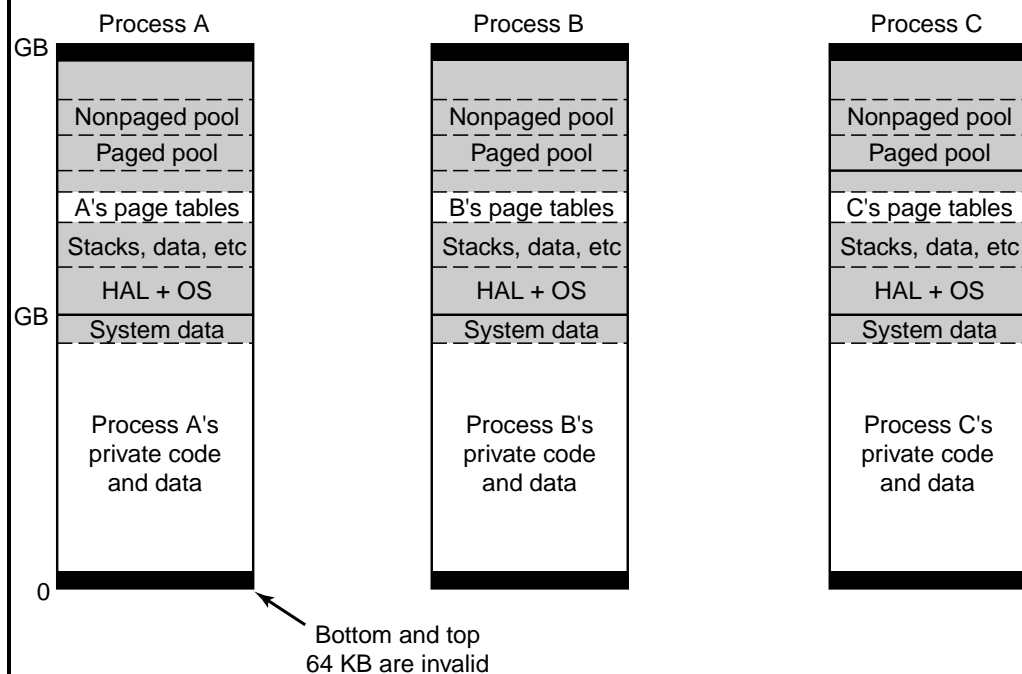 Process A
Process B
Process C
GB
Nonpaged pool
Paged pool
A's page tables
Stacks, data, etc
HAL + OS
GB
System data
Process A's
private code
and data
0
Nonpaged pool
Paged pool
B's page tables
Stacks, data, etc
HAL + OS
System data
Process B's
private code
and data
Nonpaged pool
Paged pool
C's page tables
Stacks, data, etc
HAL + OS
System data
Process C's
private code
and data
Bottom and top
64 KB are invalid